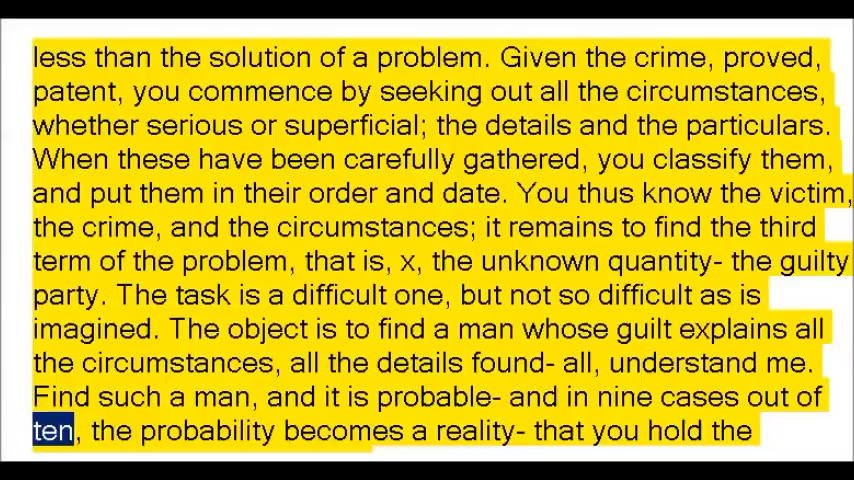 less than the solution of a problem. Given the crime, proved,
patent, you commence by seeking out all the circumstances,
whether serious or superficial; the details and the particulars.
When these have been carefully gathered, you classify them,
and put them in their order and date. You thus know the victim,
the crime, and the circumstances; it remains to find the third
term of the problem, that is, x, the unknown quantity- the guilty
party. The task is a difficult one, but not so difficult as is
imagined. The object is to find a man whose guilt explains all
the circumstances, all the details found- all, understand me.
Find such a man, and it is probable- and in nine cases out of
ten, the probability becomes a reality- that you hold the